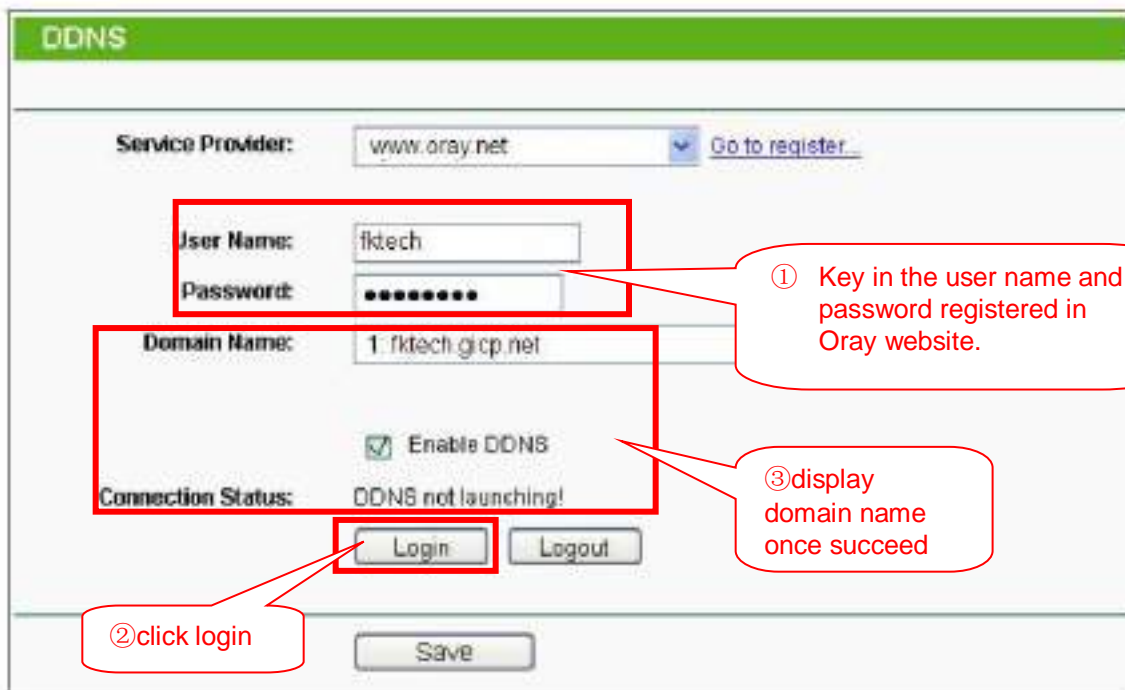 DDNS
Service Provider: www.oray.net Go to register...
User Name: fktech
Password: ●●●●●●●●
① Key in the user name and
password registered in
Oray website.
Domain Name: 1. fktech.gicp.net
Enable DDNS
Connection Status: DDNS not launching!
③display
domain name
once succeed
Login Logout
②click login
Save